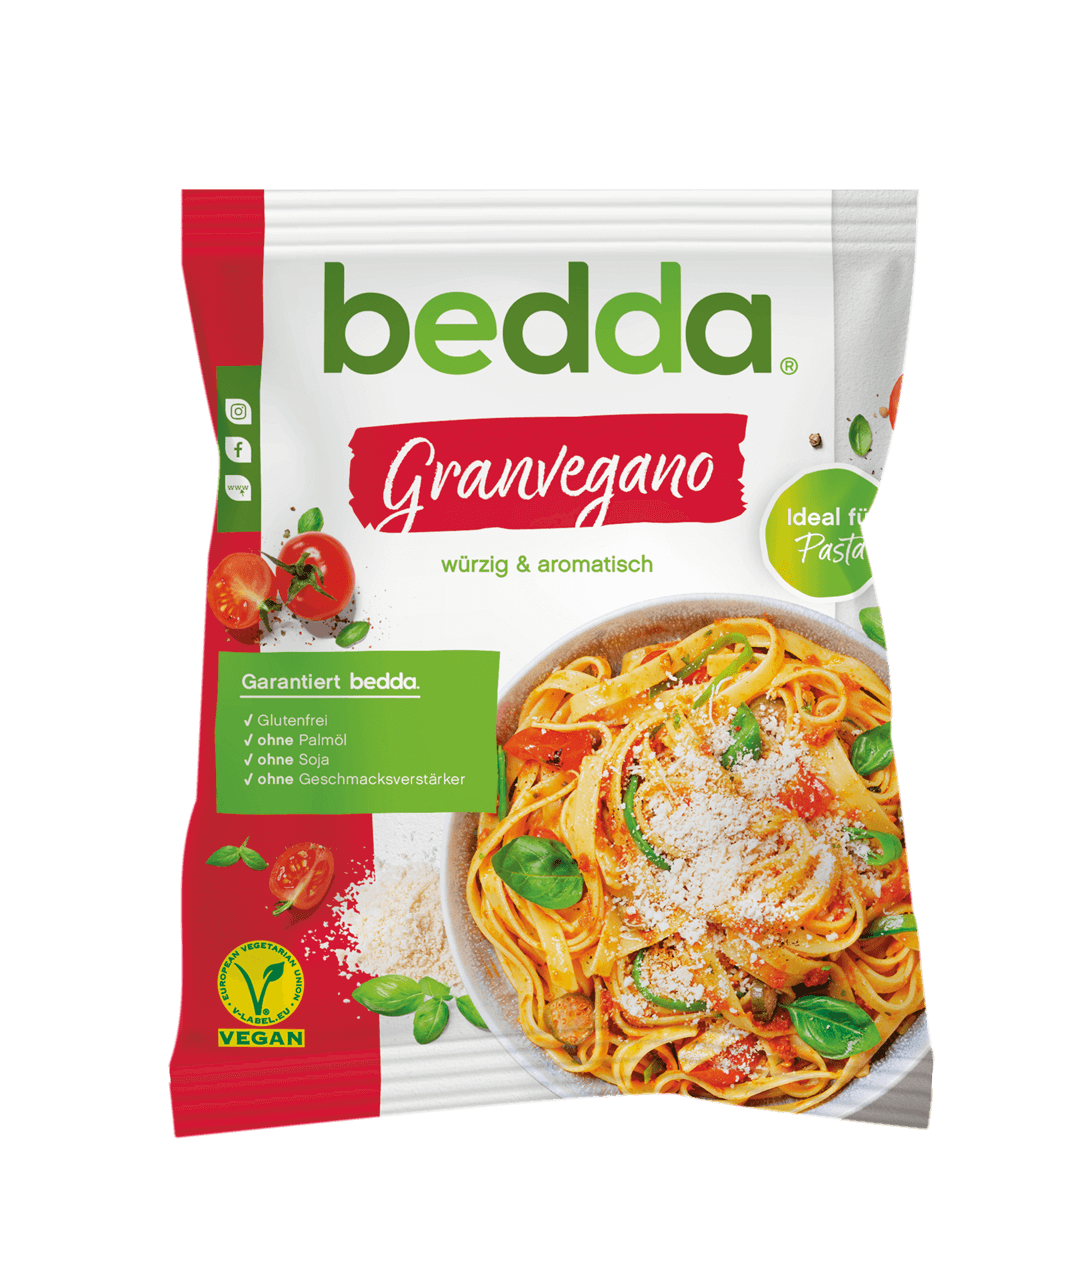 bedda®
Granvegano
würzig & aromatisch
Ideal fü
Pasta
www
Garantiert bedda.
✓ Glutenfrei
✓ ohne Palmöl
✓ ohne Soja
✓ ohne Geschmacksverstärker
EUROPEAN VEGETARIAN UNION
V-LABEL.EU
VEGAN